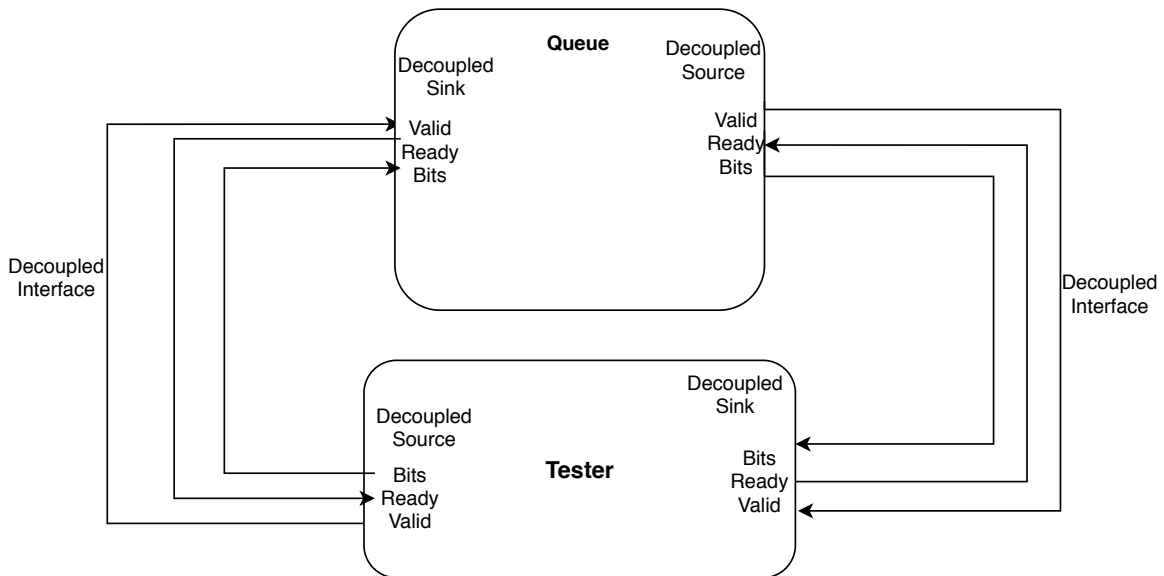 Queue
Decoupled
Sink
Decoupled
Source
Valid
Ready
Bits
Valid
Ready
Bits
Decoupled
Interface
Decoupled
Interface
Decoupled
Source
Decoupled
Sink
Tester
Bits
Ready
Valid
Bits
Ready
Valid